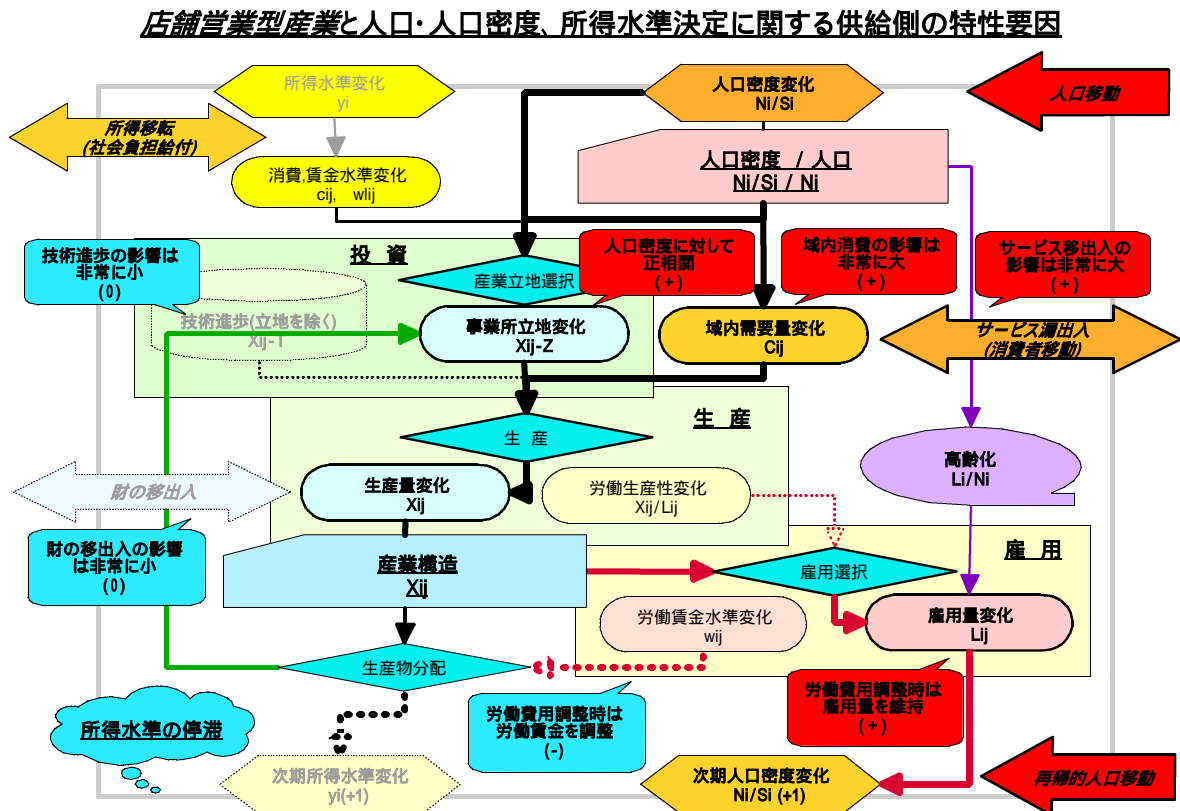 店舗営業型産業と人口・人口密度、所得水準決定に関する供給側の特性要因
所得水準変化
yi
人口密度変化
Ni/Si
人口移動
所得移転
(社会負担給付)
消費,賃金水準変化
cij, wlij
人口密度 / 人口
Ni/Si / Ni
技術進歩の影響は
非常に小
(0)
投 資
人口密度に対して
正相関
(+)
域内消費の影響は
非常に大
(+)
サービス移出入の
影響は非常に大
(+)
産業立地選択
技術進歩(立地を除く)
Xij-T
事業所立地変化
Xij-Z
域内需要量変化
Cij
サービス漏出入
(消費者移動)
生 産
生 産
高齢化
Li/Ni
財の移出入
生産量変化
Xij
労働生産性変化
Xij/Lij
財の移出入の影響
は非常に小
(0)
産業構造
Xij
雇 用
雇用選択
労働賃金水準変化
wij
雇用量変化
Lij
生産物分配
労働費用調整時は
労働賃金を調整
(-)
労働費用調整時は
雇用量を維持
(+)
所得水準の停滞
次期所得水準変化
yi(+1)
次期人口密度変化
Ni/Si (+1)
再帰的人口移動